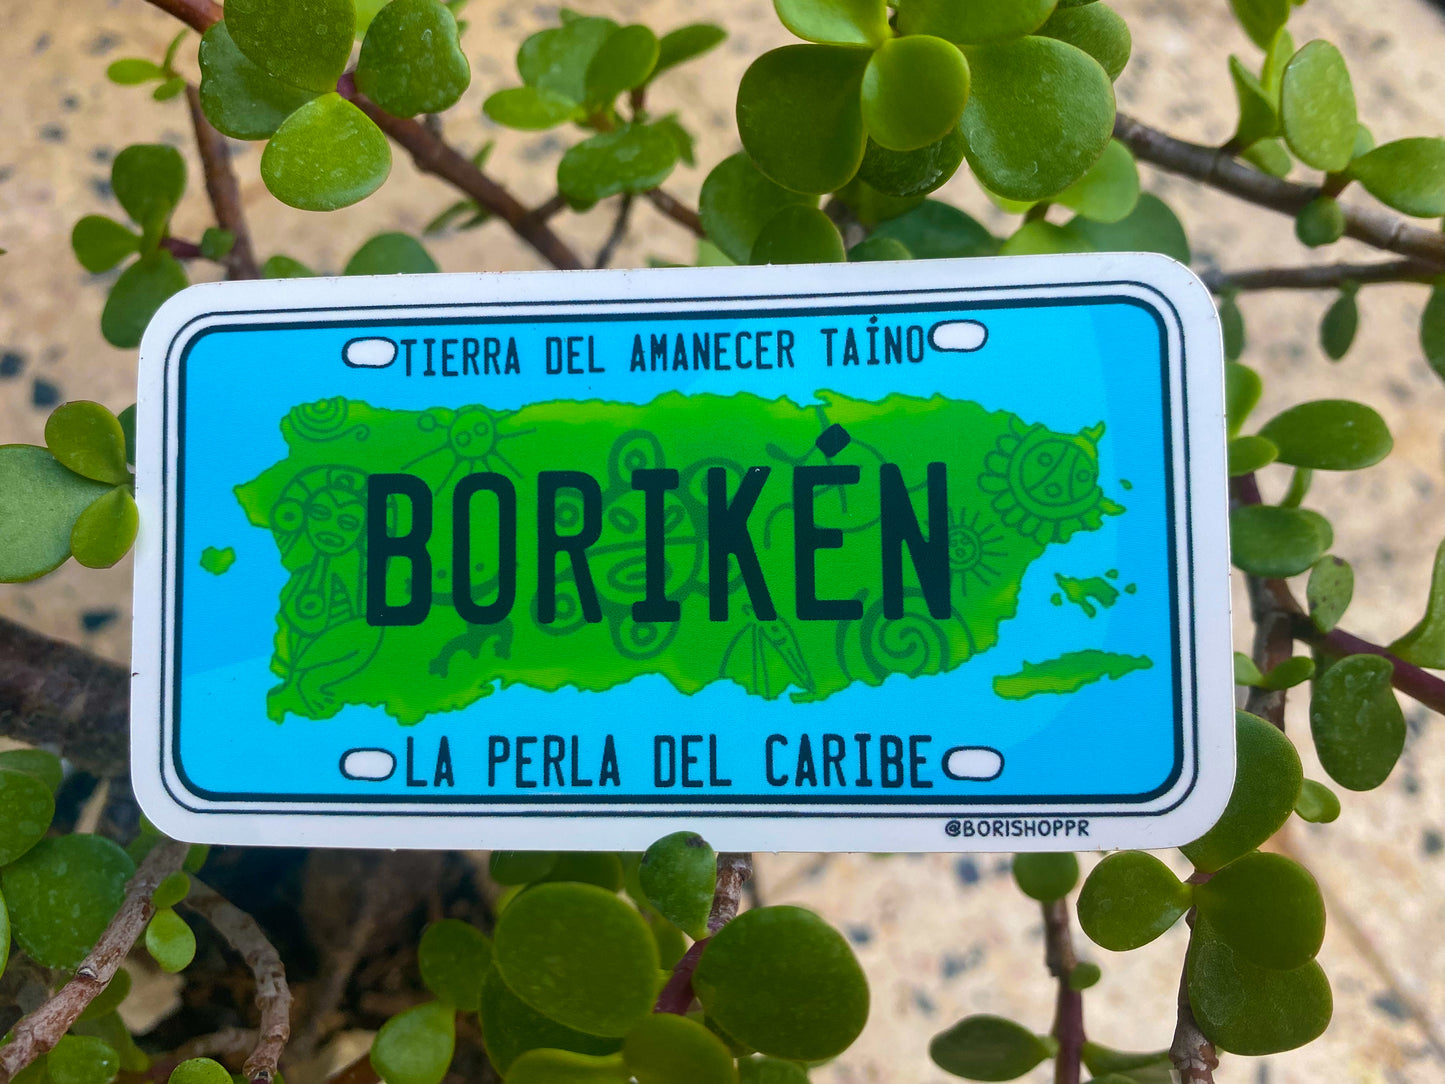 TIERRA DEL AMANECER TAÍNO
BORIKÉN
LA PERLA DEL CARIBE
@BORISHOPPR